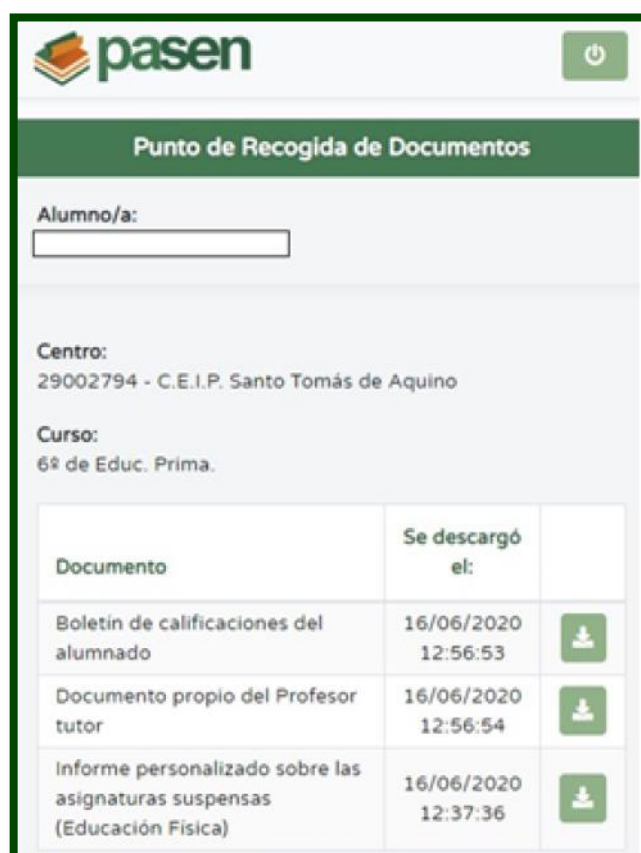 pasen
Punto de Recogida de Documentos
Alumno/a:
Centro:
29002794 - C.E.I.P. Santo Tomás de Aquino
Curso:
6º de Educ. Prima.
Documento
Se descargó
el:
Boletín de calificaciones del
alumnado
16/06/2020
12:56:53
Documento propio del Profesor
tutor
16/06/2020
12:56:54
Informe personalizado sobre las
asignaturas suspensas
(Educación Física)
16/06/2020
12:37:36